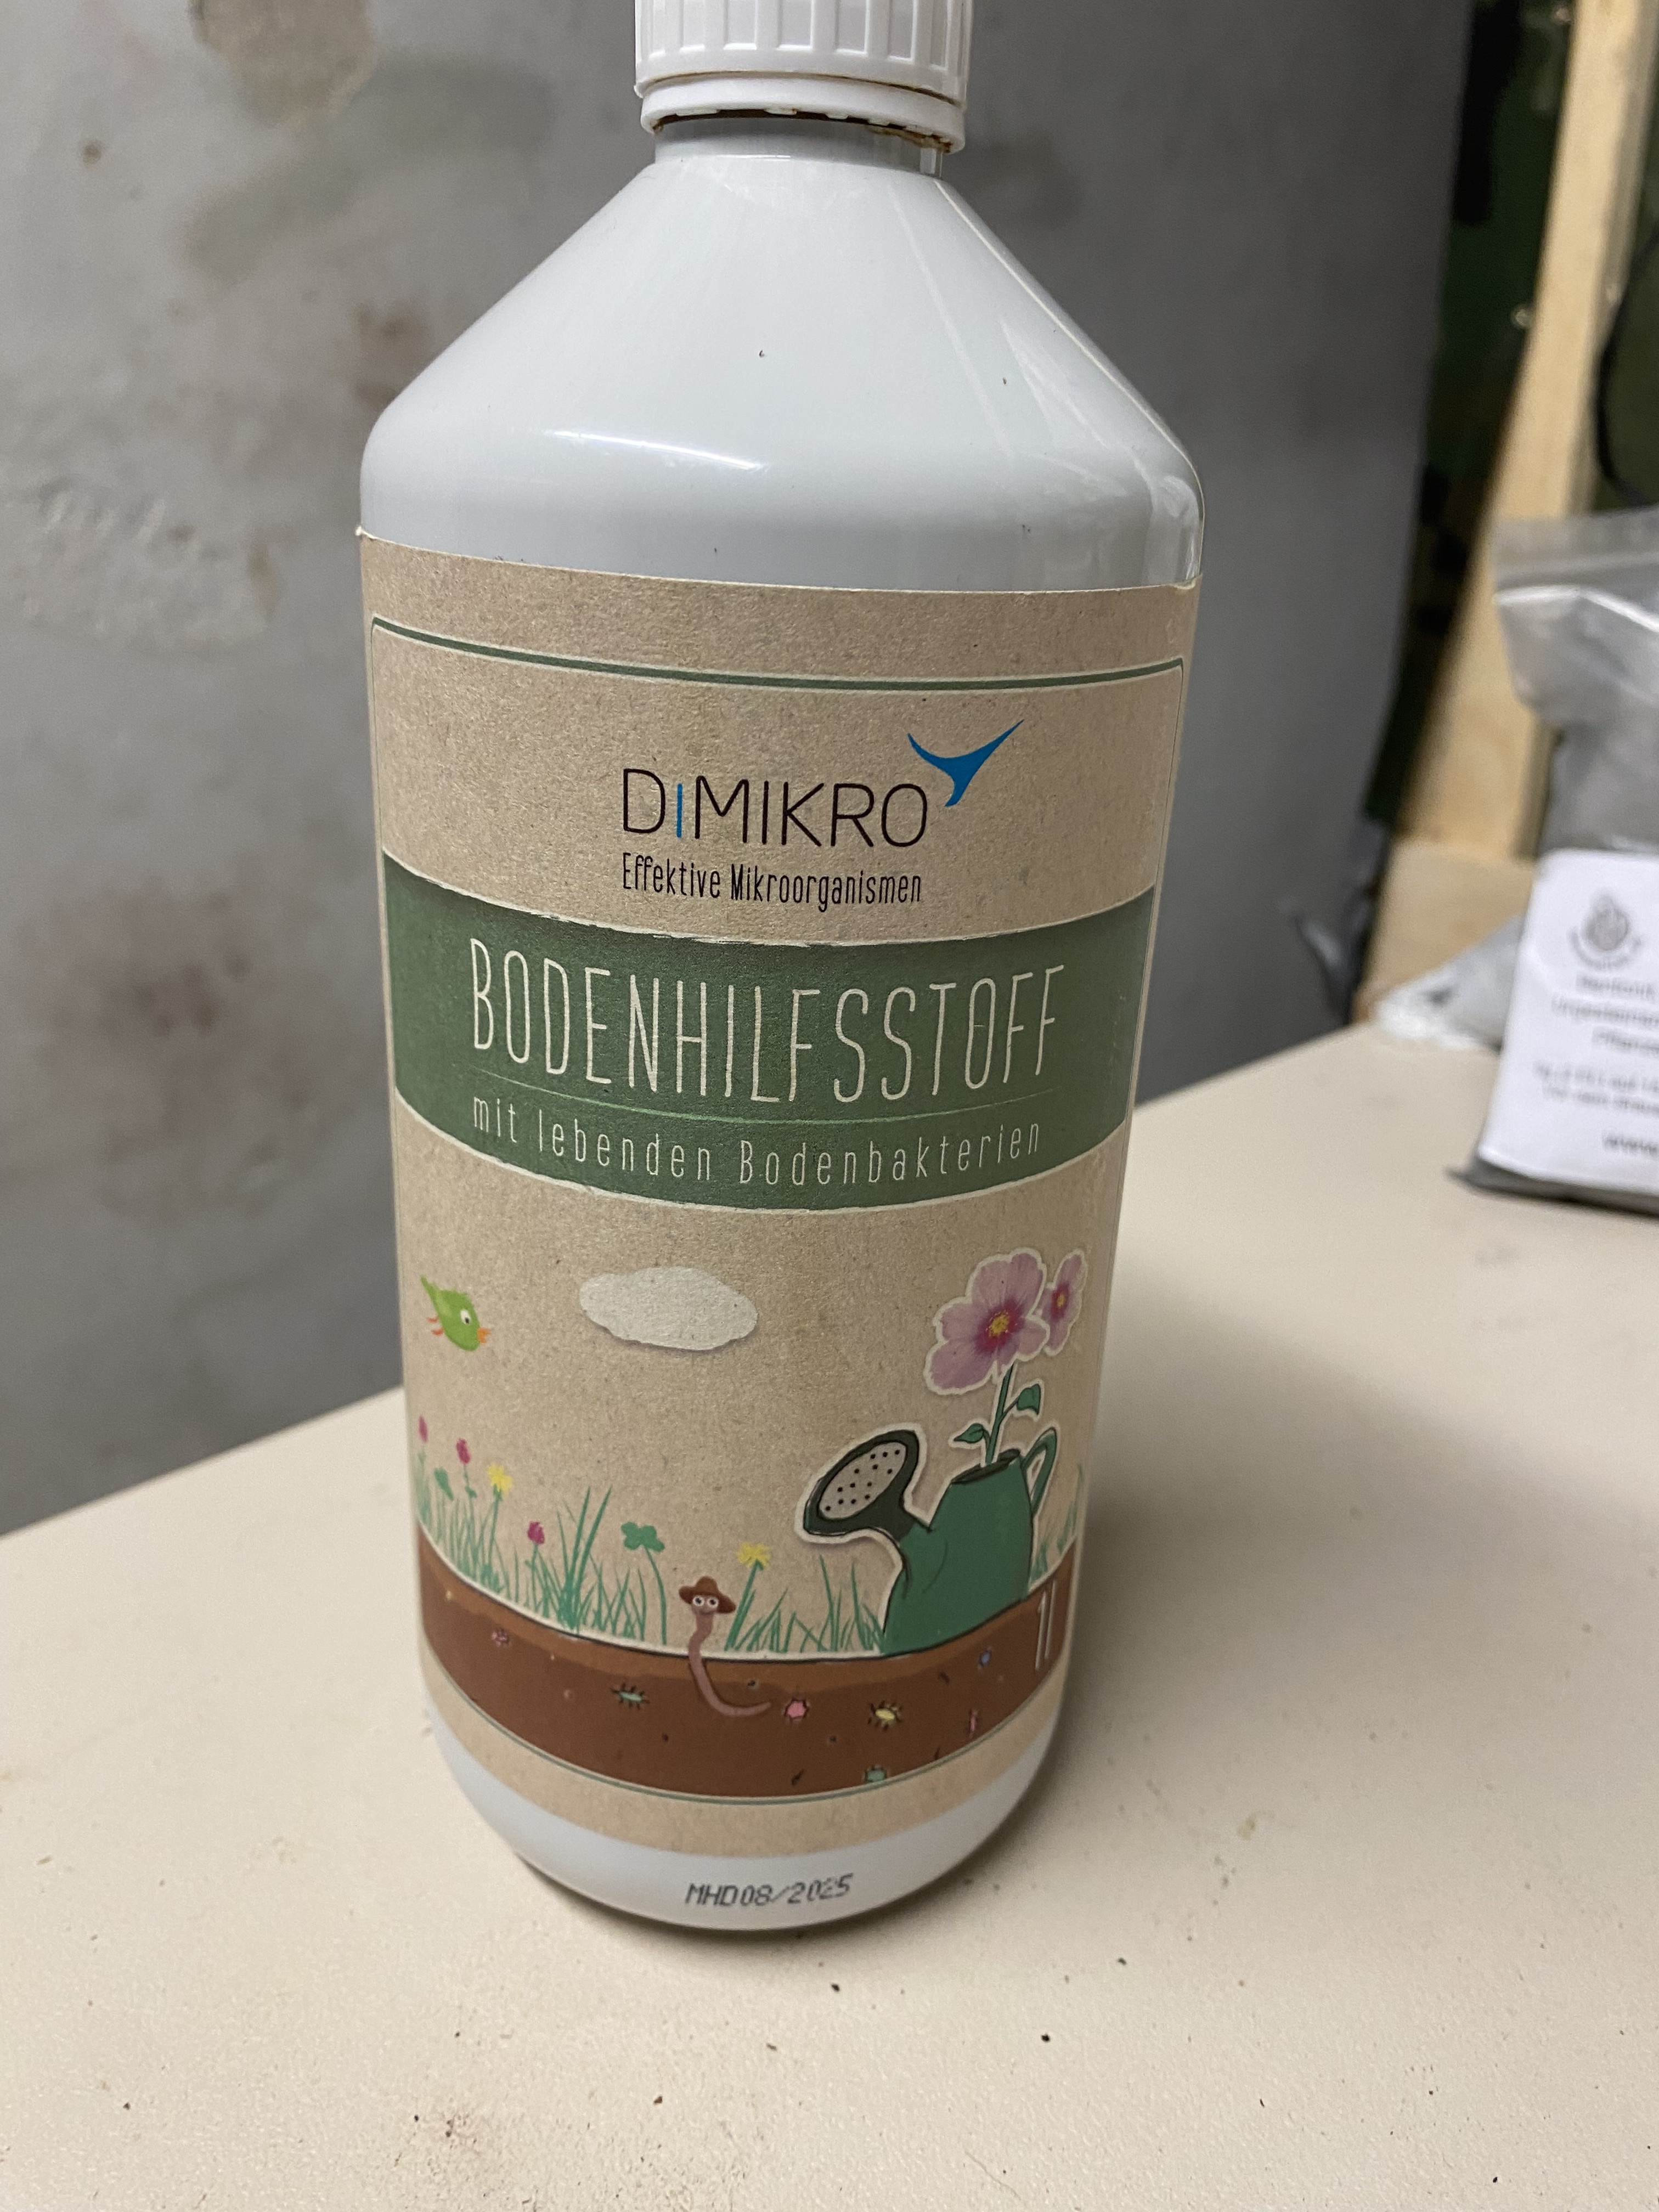 DiMIKRO
Effektive Mikroorganismen
BODENHILFSSTOFF
mit lebenden Bodenbakterien
1l
MHD08/2025